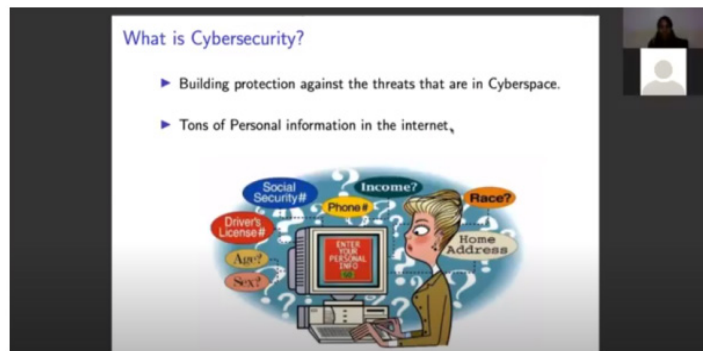 What is Cybersecurity?
Building protection against the threats that are in Cyberspace.
Tons of Personal information in the internet.
Social
Security#
Income?
Phone#
Race?
Driver's
License#
ENTER
YOUR
PERSONAL
INFO
Home
Address
Age?
Sex?